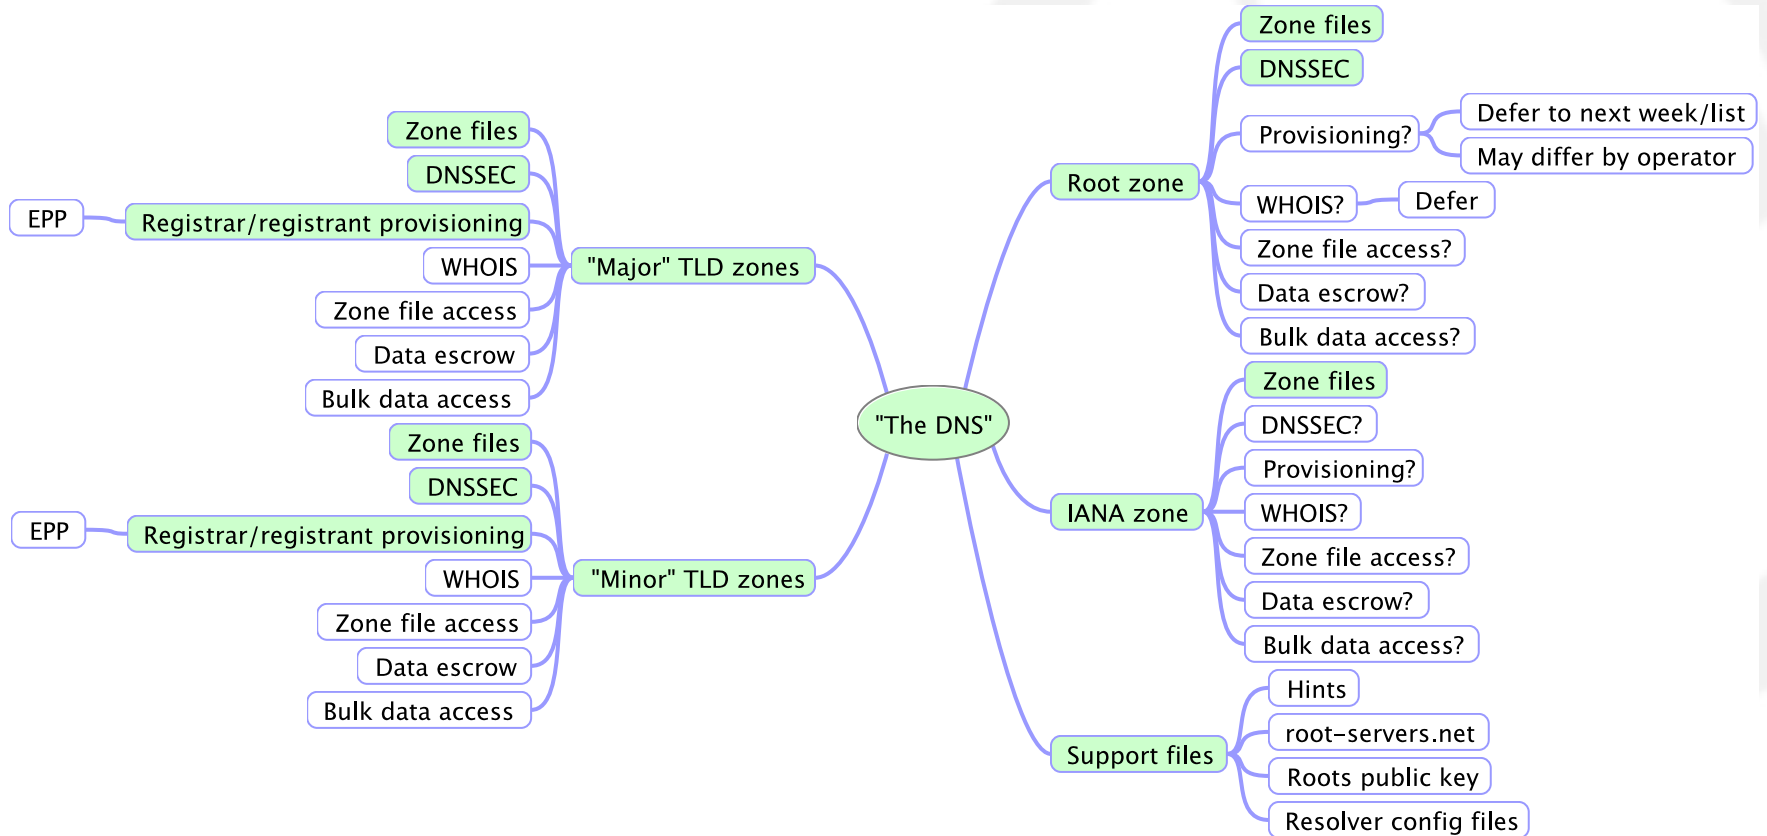 "The DNS"
"Major" TLD zones
Zone files
DNSSEC
Registrar/registrant provisioning
EPP
WHOIS
Zone file access
Data escrow
Bulk data access
"Minor" TLD zones
Zone files
DNSSEC
Registrar/registrant provisioning
EPP
WHOIS
Zone file access
Data escrow
Bulk data access
Root zone
Zone files
DNSSEC
Provisioning?
Defer to next week/list
May differ by operator
WHOIS?
Defer
Zone file access?
Data escrow?
Bulk data access?
IANA zone
Zone files
DNSSEC?
Provisioning?
WHOIS?
Zone file access?
Data escrow?
Bulk data access?
Support files
Hints
root-servers.net
Roots public key
Resolver config files